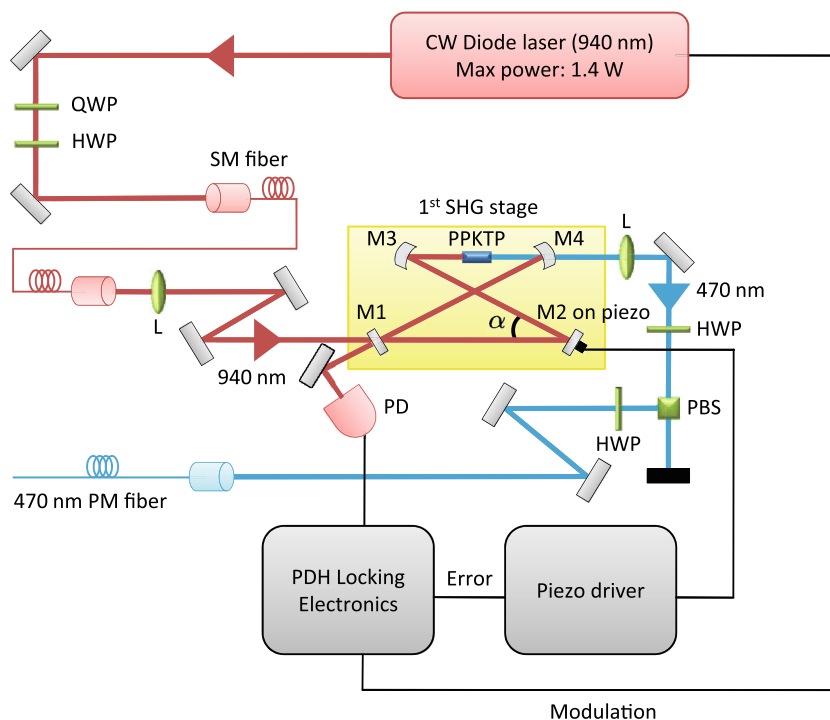 CW Diode laser (940 nm)
Max power: 1.4 W
QWP
HWP
SM fiber
1st SHG stage
M3
PPKTP
M4
L
470 nm
L
M1
α
M2 on piezo
HWP
940 nm
PD
HWP
PBS
470 nm PM fiber
PDH Locking
Electronics
Error
Piezo driver
Modulation